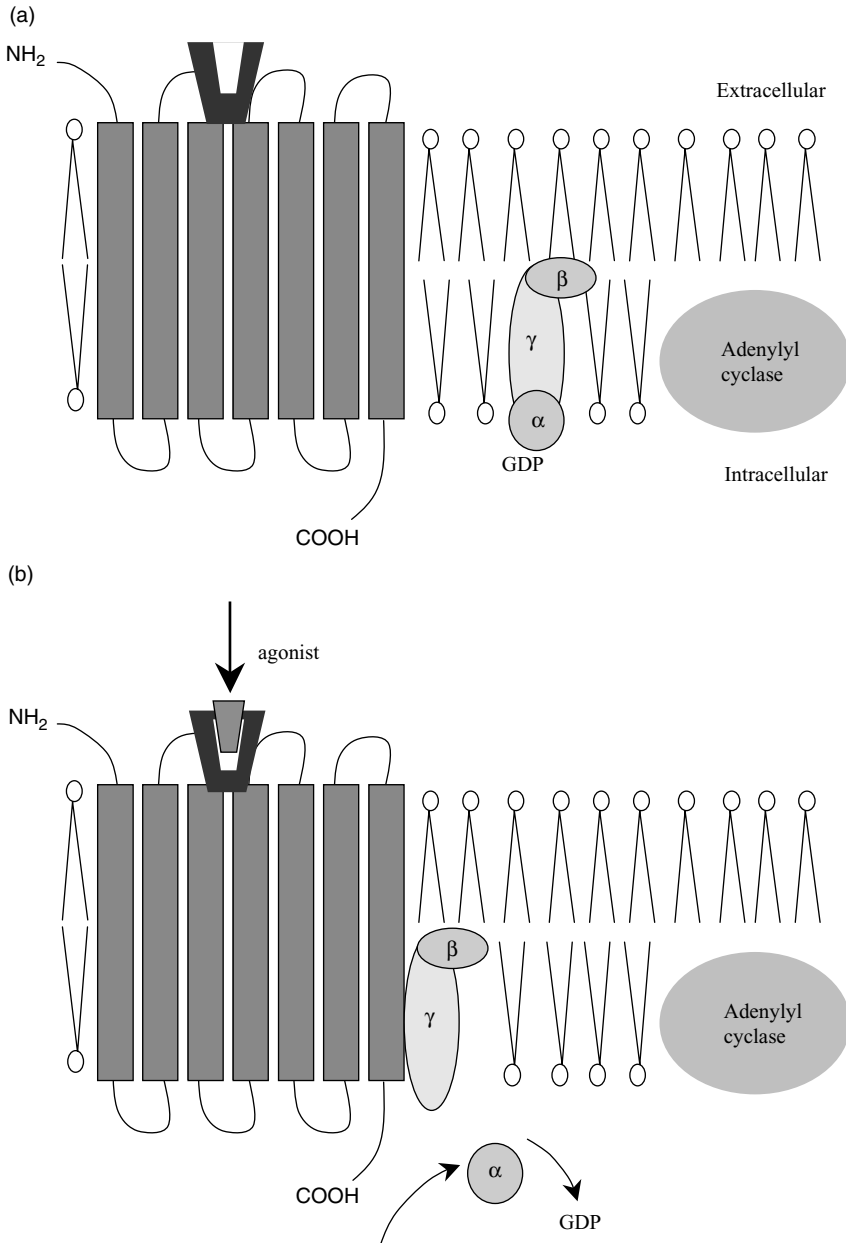 (a)
NH₂
Extracellular
β
γ
Adenylyl
cyclase
α
GDP
Intracellular
COOH
(b)
agonist
NH₂
β
γ
Adenylyl
cyclase
α
COOH
GDP